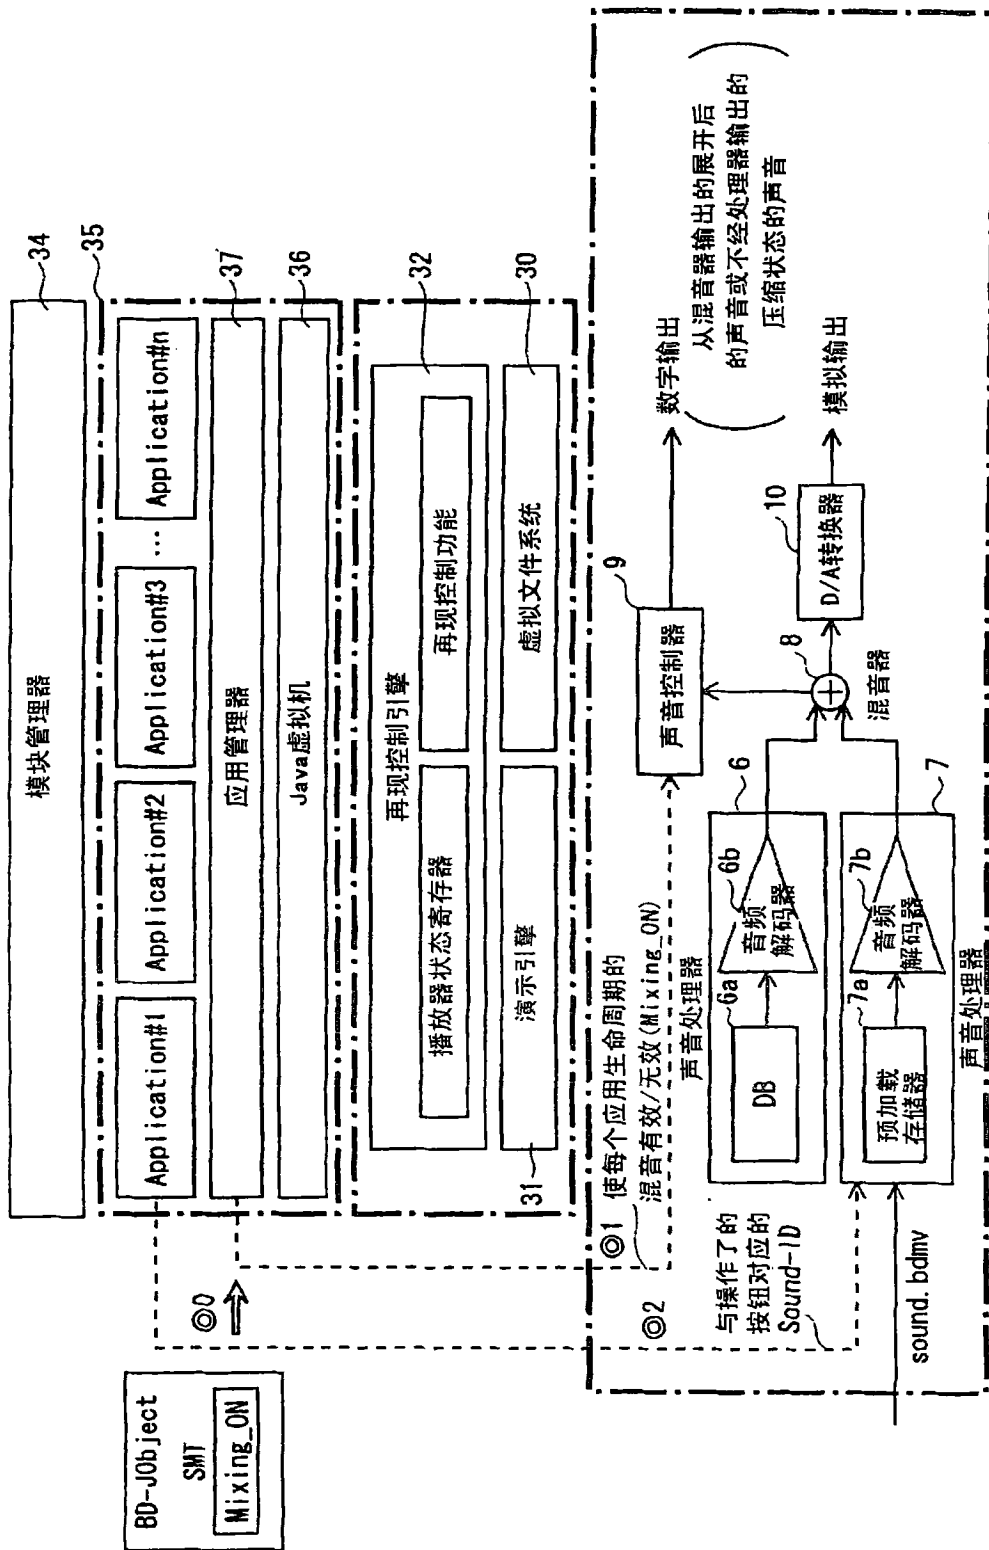 模块管理器
34
35
Application#1
Application#2
Application#3
...
Application#n
应用管理器
37
Java虚拟机
36
再现控制引擎
32
播放器状态寄存器
再现控制功能
演示引擎
31
虚拟文件系统
30
BD-JObject
SMT
Mixing_ON
◎0
◎1
使每个应用生命周期的
混音有效/无效(Mixing_ON)
◎2
与操作了的
按钮对应的
Sound-ID
sound.bdmv
声音处理器
6
6a
DB
6b
音频
解码器
7
7a
预加载
存储器
7b
音频
解码器
声音处理器
8
混音器
9
声音控制器
10
D/A转换器
数字输出
从混音器输出的展开后
的声音或不经处理器输出的
压缩状态的声音
模拟输出